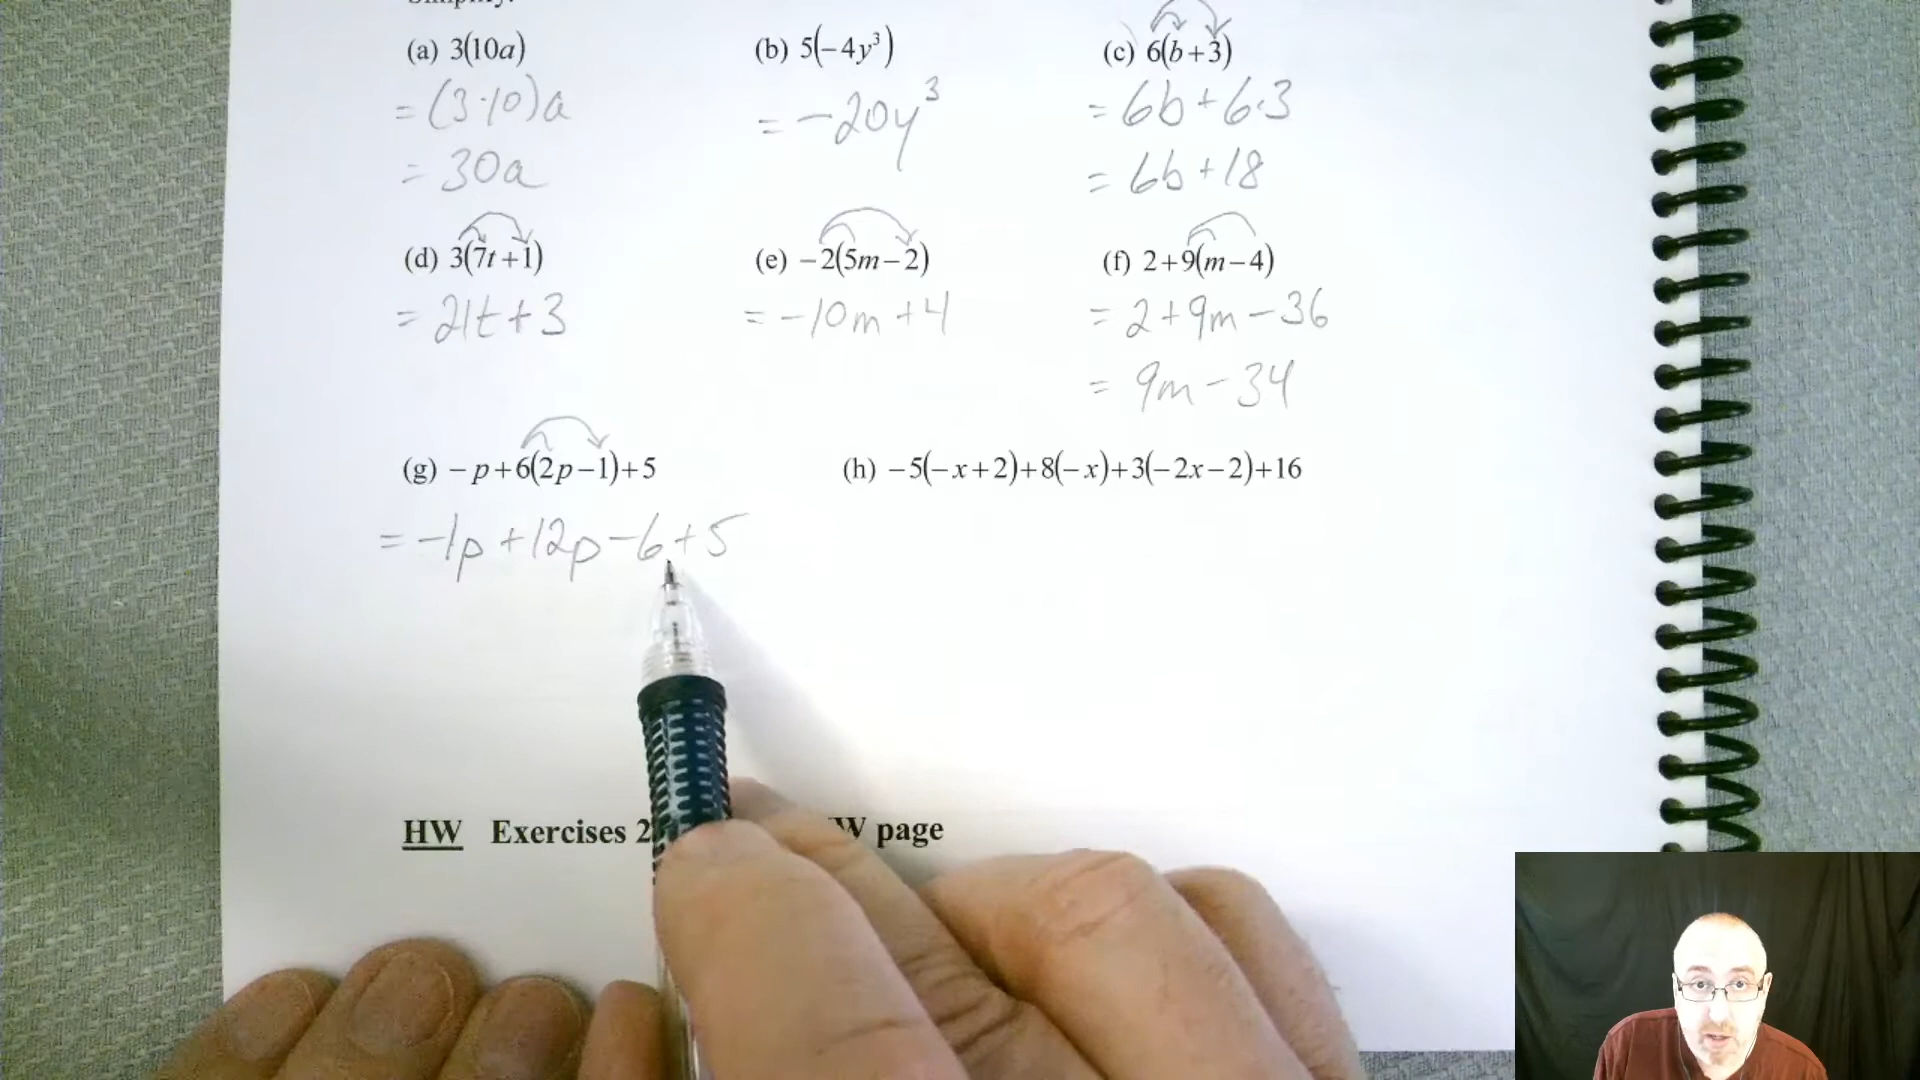 Simplify:
(a) 3(10a) (b) 5(−4y³) (c) 6(b+3)
= (3·10)a = −20y³ = 6b+6·3
= 30a = 6b+18
(d) 3(7t+1) (e) −2(5m−2) (f) 2+9(m−4)
= 21t+3 = −10m+4 = 2+9m−36
= 9m−34
(g) −p+6(2p−1)+5 (h) −5(−x+2)+8(−x)+3(−2x−2)+16
= −1p+12p−6+5
HW Exercises 2 W page